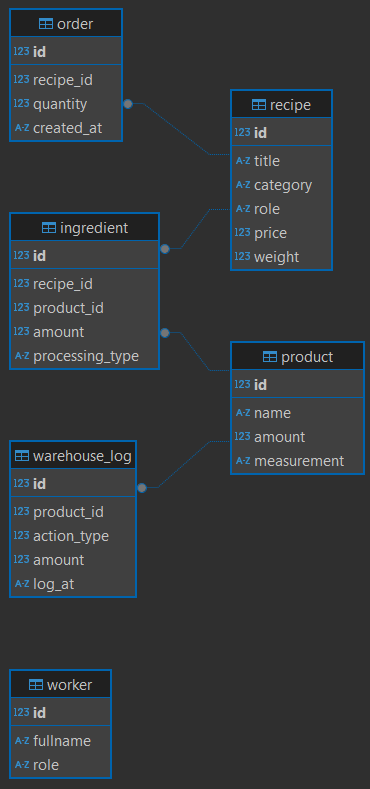 order
123 id
123 recipe_id
123 quantity
A-Z created_at
recipe
123 id
A-Z title
A-Z category
A-Z role
123 price
123 weight
ingredient
123 id
123 recipe_id
123 product_id
123 amount
A-Z processing_type
product
123 id
A-Z name
123 amount
A-Z measurement
warehouse_log
123 id
123 product_id
123 action_type
123 amount
A-Z log_at
worker
123 id
A-Z fullname
A-Z role